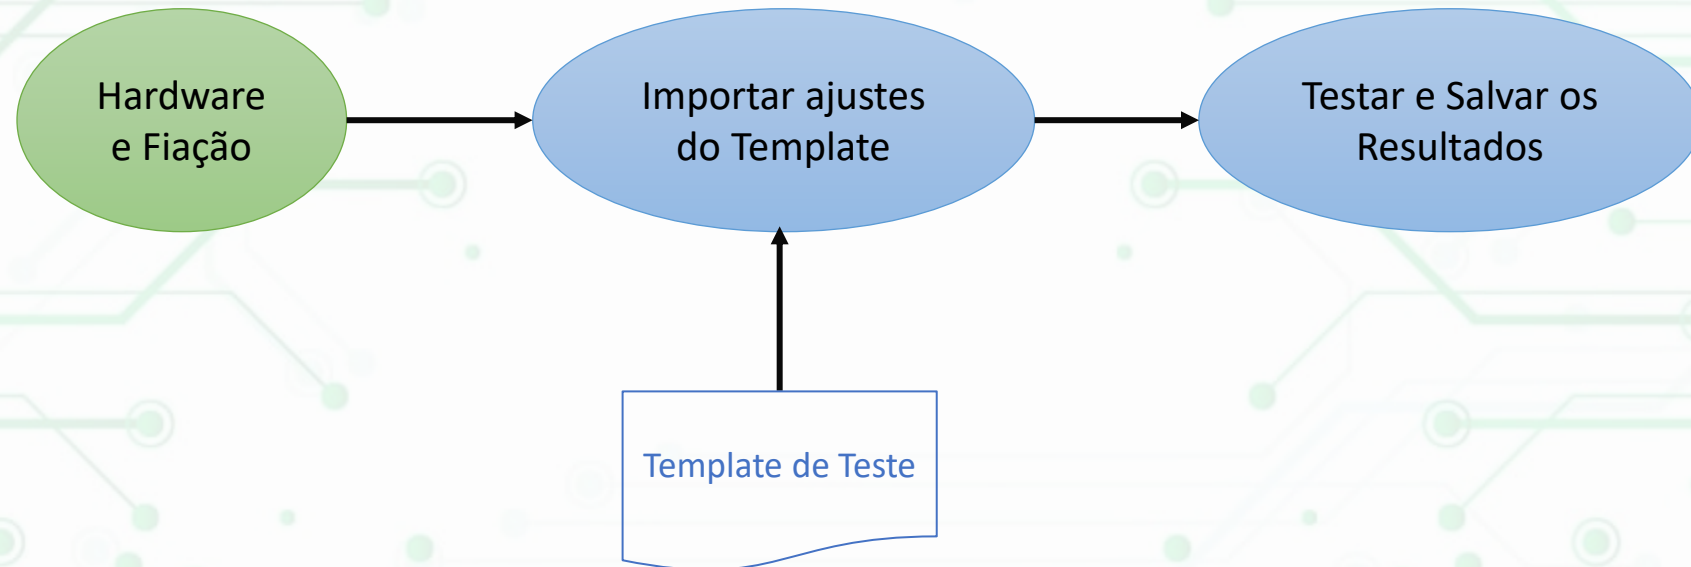 Hardware
e Fiação
Importar ajustes
do Template
Testar e Salvar os
Resultados
Template de Teste